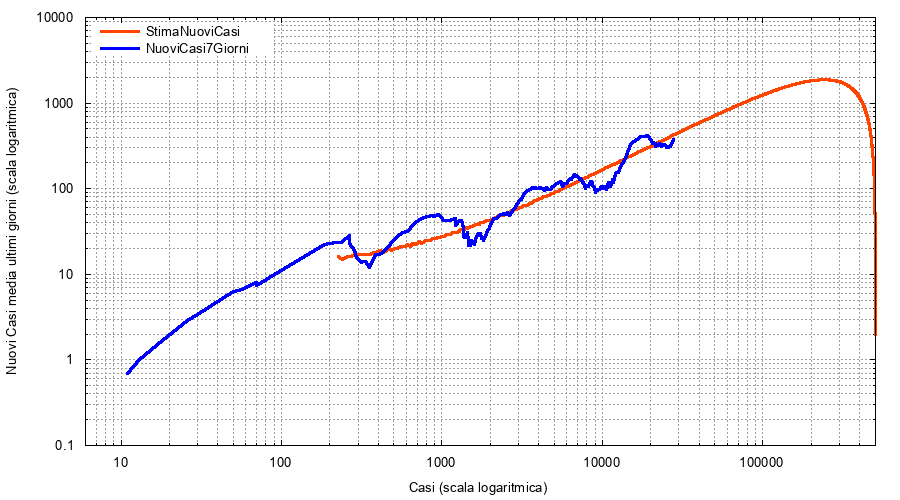 StimaNuoviCasi
NuoviCasi7Giorni
10000
1000
100
10
1
0.1
Nuovi Casi media ultimi giorni (scala logaritmica)
10
100
1000
10000
100000
Casi (scala logaritmica)